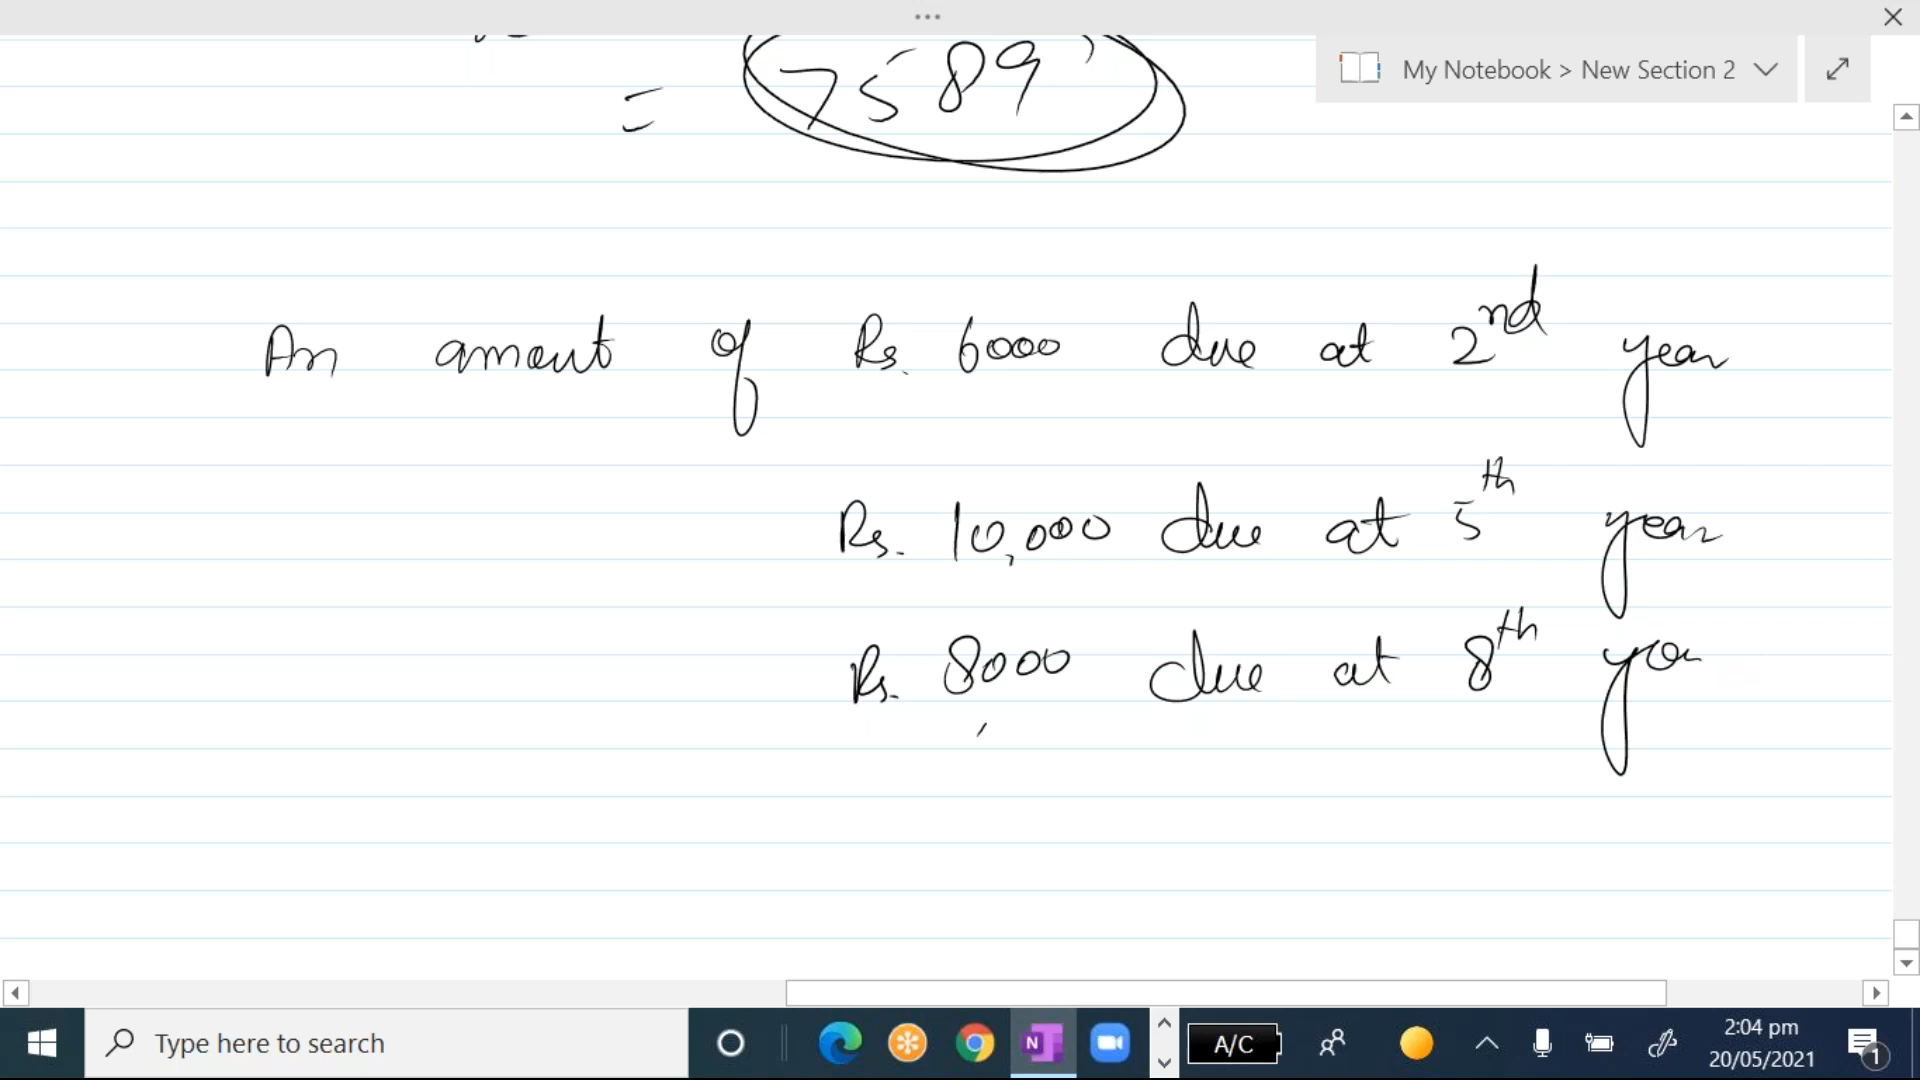 My Notebook > New Section 2
= 7589
An amount of Rs. 6000 due at 2nd year
Rs. 10,000 due at 5th year
Rs. 8000 due at 8th year
Type here to search
A/C
2:04 pm
20/05/2021
1